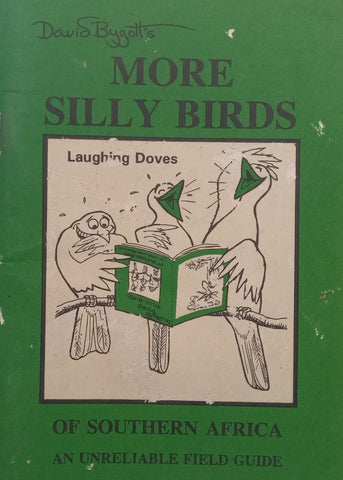 David Bygott's
MORE
SILLY BIRDS
Laughing Doves
OF SOUTHERN AFRICA
AN UNRELIABLE FIELD GUIDE